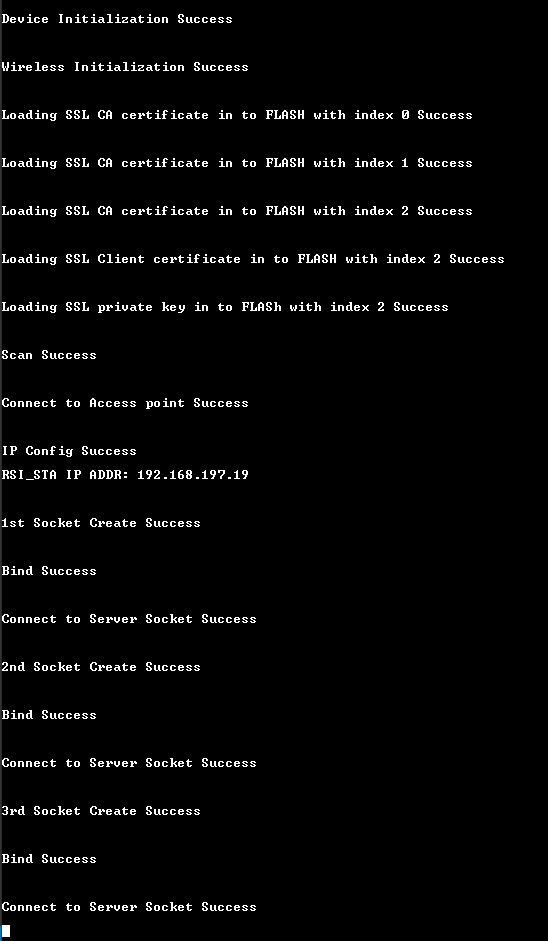 Device Initialization Success
Wireless Initialization Success
Loading SSL CA certificate in to FLASH with index 0 Success
Loading SSL CA certificate in to FLASH with index 1 Success
Loading SSL CA certificate in to FLASH with index 2 Success
Loading SSL Client certificate in to FLASH with index 2 Success
Loading SSL private key in to FLASh with index 2 Success
Scan Success
Connect to Access point Success
IP Config Success
RSI_STA IP ADDR: 192.168.197.19
1st Socket Create Success
Bind Success
Connect to Server Socket Success
2nd Socket Create Success
Bind Success
Connect to Server Socket Success
3rd Socket Create Success
Bind Success
Connect to Server Socket Success